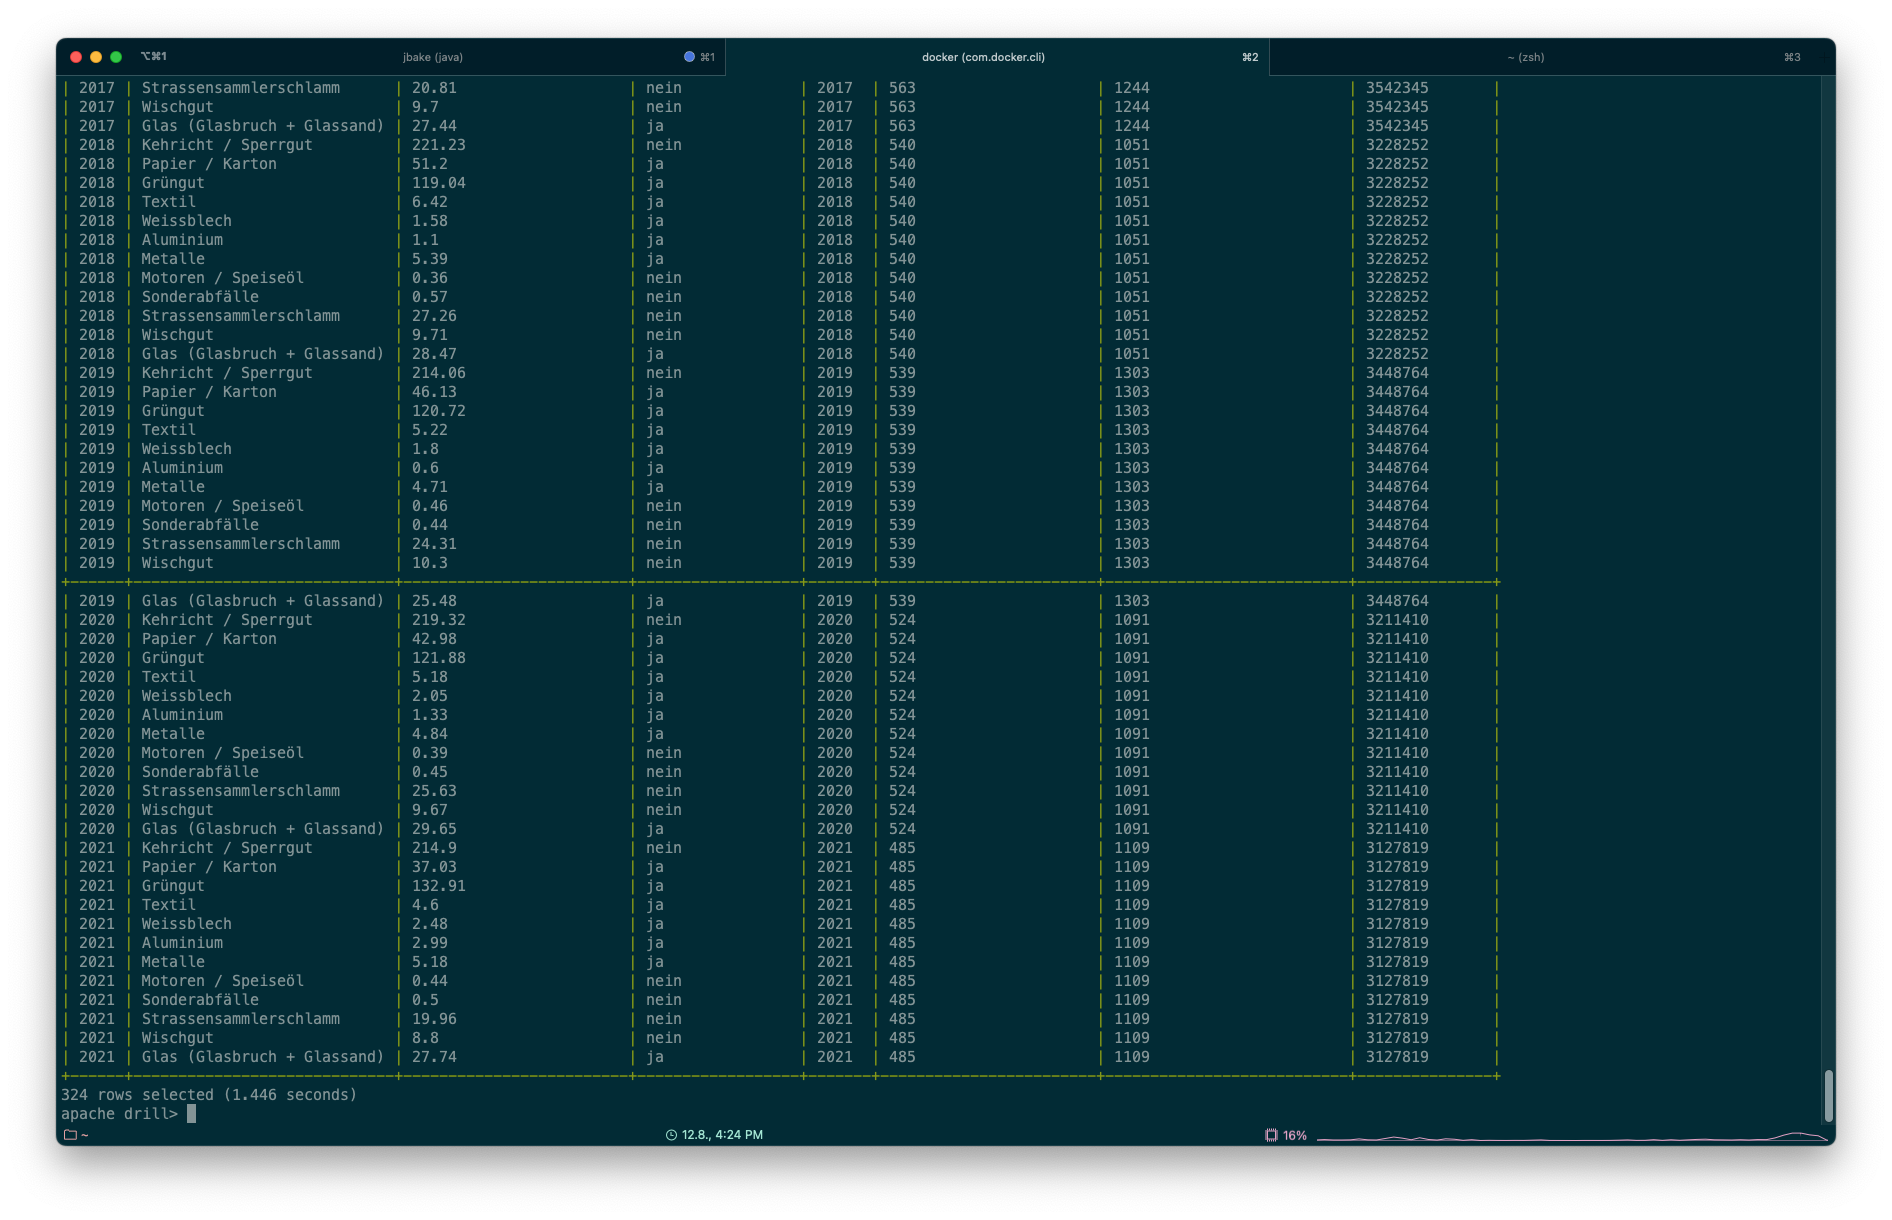 ⌥⌘1 jbake (java) ⌘1 docker (com.docker.cli) ⌘2 ~ (zsh) ⌘3
| 2017 | Strassensammlerschlamm | 20.81 | nein | 2017 | 563 | 1244 | 3542345 |
| 2017 | Wischgut | 9.7 | nein | 2017 | 563 | 1244 | 3542345 |
| 2017 | Glas (Glasbruch + Glassand) | 27.44 | ja | 2017 | 563 | 1244 | 3542345 |
| 2018 | Kehricht / Sperrgut | 221.23 | nein | 2018 | 540 | 1051 | 3228252 |
| 2018 | Papier / Karton | 51.2 | ja | 2018 | 540 | 1051 | 3228252 |
| 2018 | Grüngut | 119.04 | ja | 2018 | 540 | 1051 | 3228252 |
| 2018 | Textil | 6.42 | ja | 2018 | 540 | 1051 | 3228252 |
| 2018 | Weissblech | 1.58 | ja | 2018 | 540 | 1051 | 3228252 |
| 2018 | Aluminium | 1.1 | ja | 2018 | 540 | 1051 | 3228252 |
| 2018 | Metalle | 5.39 | ja | 2018 | 540 | 1051 | 3228252 |
| 2018 | Motoren / Speiseöl | 0.36 | nein | 2018 | 540 | 1051 | 3228252 |
| 2018 | Sonderabfälle | 0.57 | nein | 2018 | 540 | 1051 | 3228252 |
| 2018 | Strassensammlerschlamm | 27.26 | nein | 2018 | 540 | 1051 | 3228252 |
| 2018 | Wischgut | 9.71 | nein | 2018 | 540 | 1051 | 3228252 |
| 2018 | Glas (Glasbruch + Glassand) | 28.47 | ja | 2018 | 540 | 1051 | 3228252 |
| 2019 | Kehricht / Sperrgut | 214.06 | nein | 2019 | 539 | 1303 | 3448764 |
| 2019 | Papier / Karton | 46.13 | ja | 2019 | 539 | 1303 | 3448764 |
| 2019 | Grüngut | 120.72 | ja | 2019 | 539 | 1303 | 3448764 |
| 2019 | Textil | 5.22 | ja | 2019 | 539 | 1303 | 3448764 |
| 2019 | Weissblech | 1.8 | ja | 2019 | 539 | 1303 | 3448764 |
| 2019 | Aluminium | 0.6 | ja | 2019 | 539 | 1303 | 3448764 |
| 2019 | Metalle | 4.71 | ja | 2019 | 539 | 1303 | 3448764 |
| 2019 | Motoren / Speiseöl | 0.46 | nein | 2019 | 539 | 1303 | 3448764 |
| 2019 | Sonderabfälle | 0.44 | nein | 2019 | 539 | 1303 | 3448764 |
| 2019 | Strassensammlerschlamm | 24.31 | nein | 2019 | 539 | 1303 | 3448764 |
| 2019 | Wischgut | 10.3 | nein | 2019 | 539 | 1303 | 3448764 |
| 2019 | Glas (Glasbruch + Glassand) | 25.48 | ja | 2019 | 539 | 1303 | 3448764 |
| 2020 | Kehricht / Sperrgut | 219.32 | nein | 2020 | 524 | 1091 | 3211410 |
| 2020 | Papier / Karton | 42.98 | ja | 2020 | 524 | 1091 | 3211410 |
| 2020 | Grüngut | 121.88 | ja | 2020 | 524 | 1091 | 3211410 |
| 2020 | Textil | 5.18 | ja | 2020 | 524 | 1091 | 3211410 |
| 2020 | Weissblech | 2.05 | ja | 2020 | 524 | 1091 | 3211410 |
| 2020 | Aluminium | 1.33 | ja | 2020 | 524 | 1091 | 3211410 |
| 2020 | Metalle | 4.84 | ja | 2020 | 524 | 1091 | 3211410 |
| 2020 | Motoren / Speiseöl | 0.39 | nein | 2020 | 524 | 1091 | 3211410 |
| 2020 | Sonderabfälle | 0.45 | nein | 2020 | 524 | 1091 | 3211410 |
| 2020 | Strassensammlerschlamm | 25.63 | nein | 2020 | 524 | 1091 | 3211410 |
| 2020 | Wischgut | 9.67 | nein | 2020 | 524 | 1091 | 3211410 |
| 2020 | Glas (Glasbruch + Glassand) | 29.65 | ja | 2020 | 524 | 1091 | 3211410 |
| 2021 | Kehricht / Sperrgut | 214.9 | nein | 2021 | 485 | 1109 | 3127819 |
| 2021 | Papier / Karton | 37.03 | ja | 2021 | 485 | 1109 | 3127819 |
| 2021 | Grüngut | 132.91 | ja | 2021 | 485 | 1109 | 3127819 |
| 2021 | Textil | 4.6 | ja | 2021 | 485 | 1109 | 3127819 |
| 2021 | Weissblech | 2.48 | ja | 2021 | 485 | 1109 | 3127819 |
| 2021 | Aluminium | 2.99 | ja | 2021 | 485 | 1109 | 3127819 |
| 2021 | Metalle | 5.18 | ja | 2021 | 485 | 1109 | 3127819 |
| 2021 | Motoren / Speiseöl | 0.44 | nein | 2021 | 485 | 1109 | 3127819 |
| 2021 | Sonderabfälle | 0.5 | nein | 2021 | 485 | 1109 | 3127819 |
| 2021 | Strassensammlerschlamm | 19.96 | nein | 2021 | 485 | 1109 | 3127819 |
| 2021 | Wischgut | 8.8 | nein | 2021 | 485 | 1109 | 3127819 |
| 2021 | Glas (Glasbruch + Glassand) | 27.74 | ja | 2021 | 485 | 1109 | 3127819 |
324 rows selected (1.446 seconds)
apache drill>
~ 12.8., 4:24 PM 16%